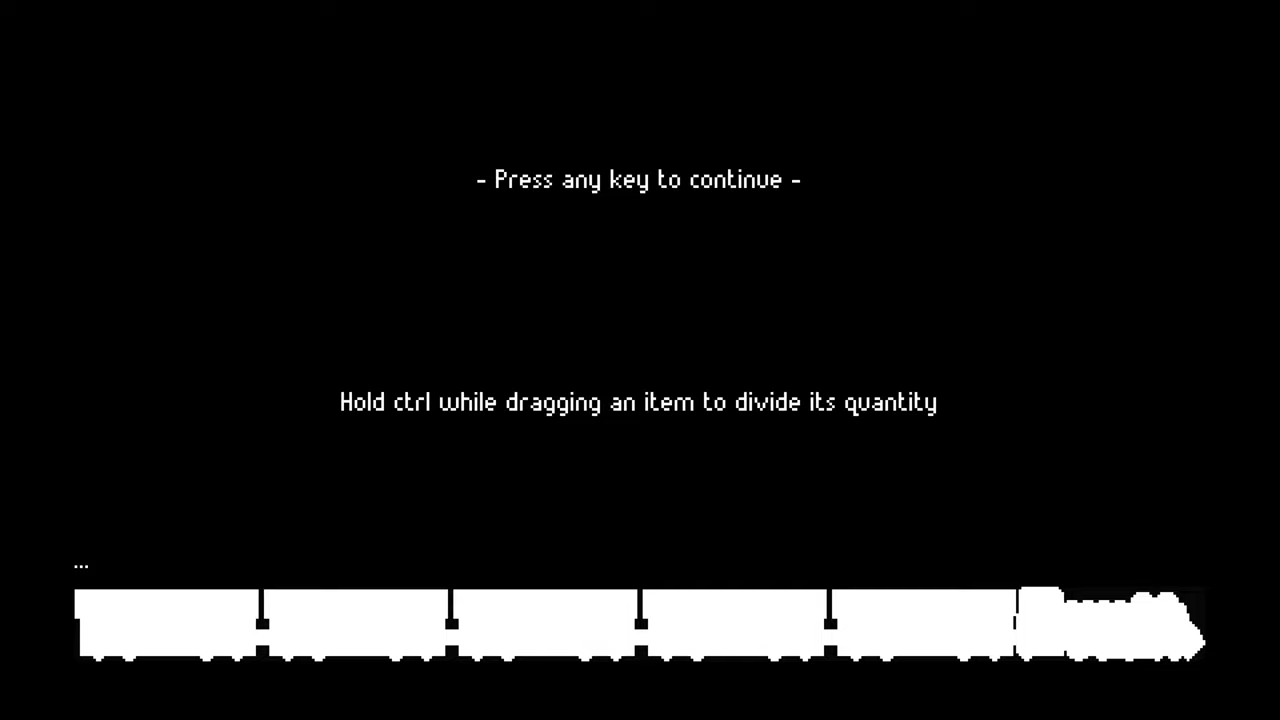 - Press any key to continue -
Hold ctrl while dragging an item to divide its quantity
...